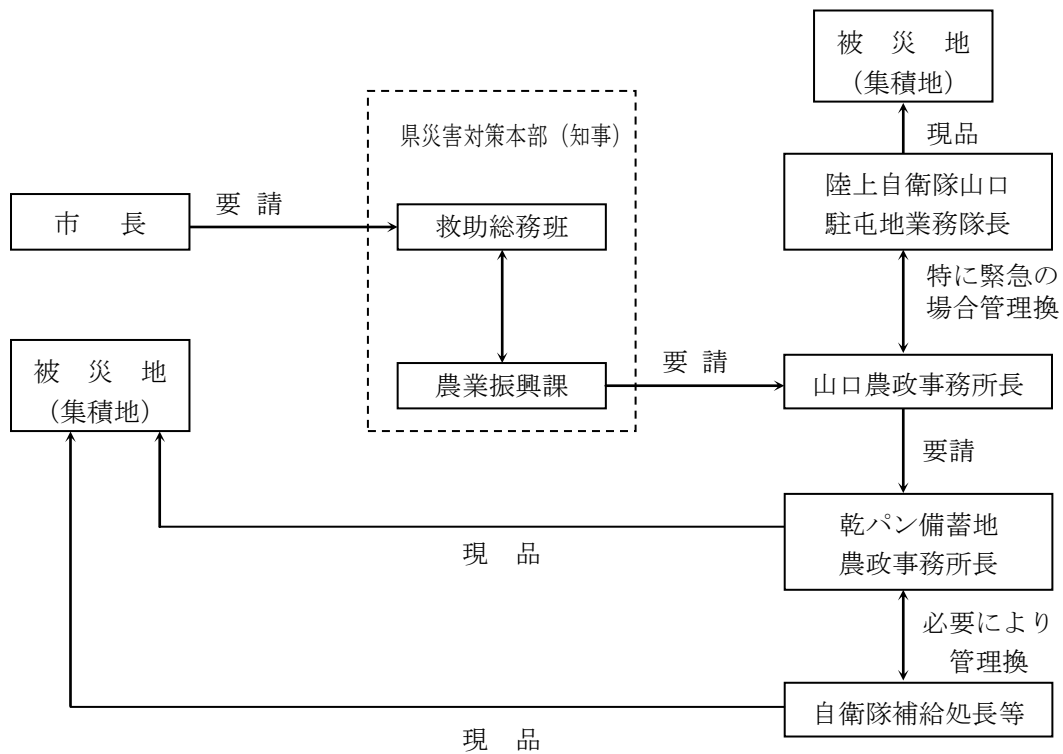 被　災　地
（集積地）
現品
県災害対策本部（知事）
陸上自衛隊山口
駐屯地業務隊長
市　　長
要 請
救助総務班
特に緊急の
場合管理換
被　災　地
（集積地）
農業振興課
要 請
山口農政事務所長
要請
乾パン備蓄地
農政事務所長
現　品
必要により
管理換
自衛隊補給処長等
現　品